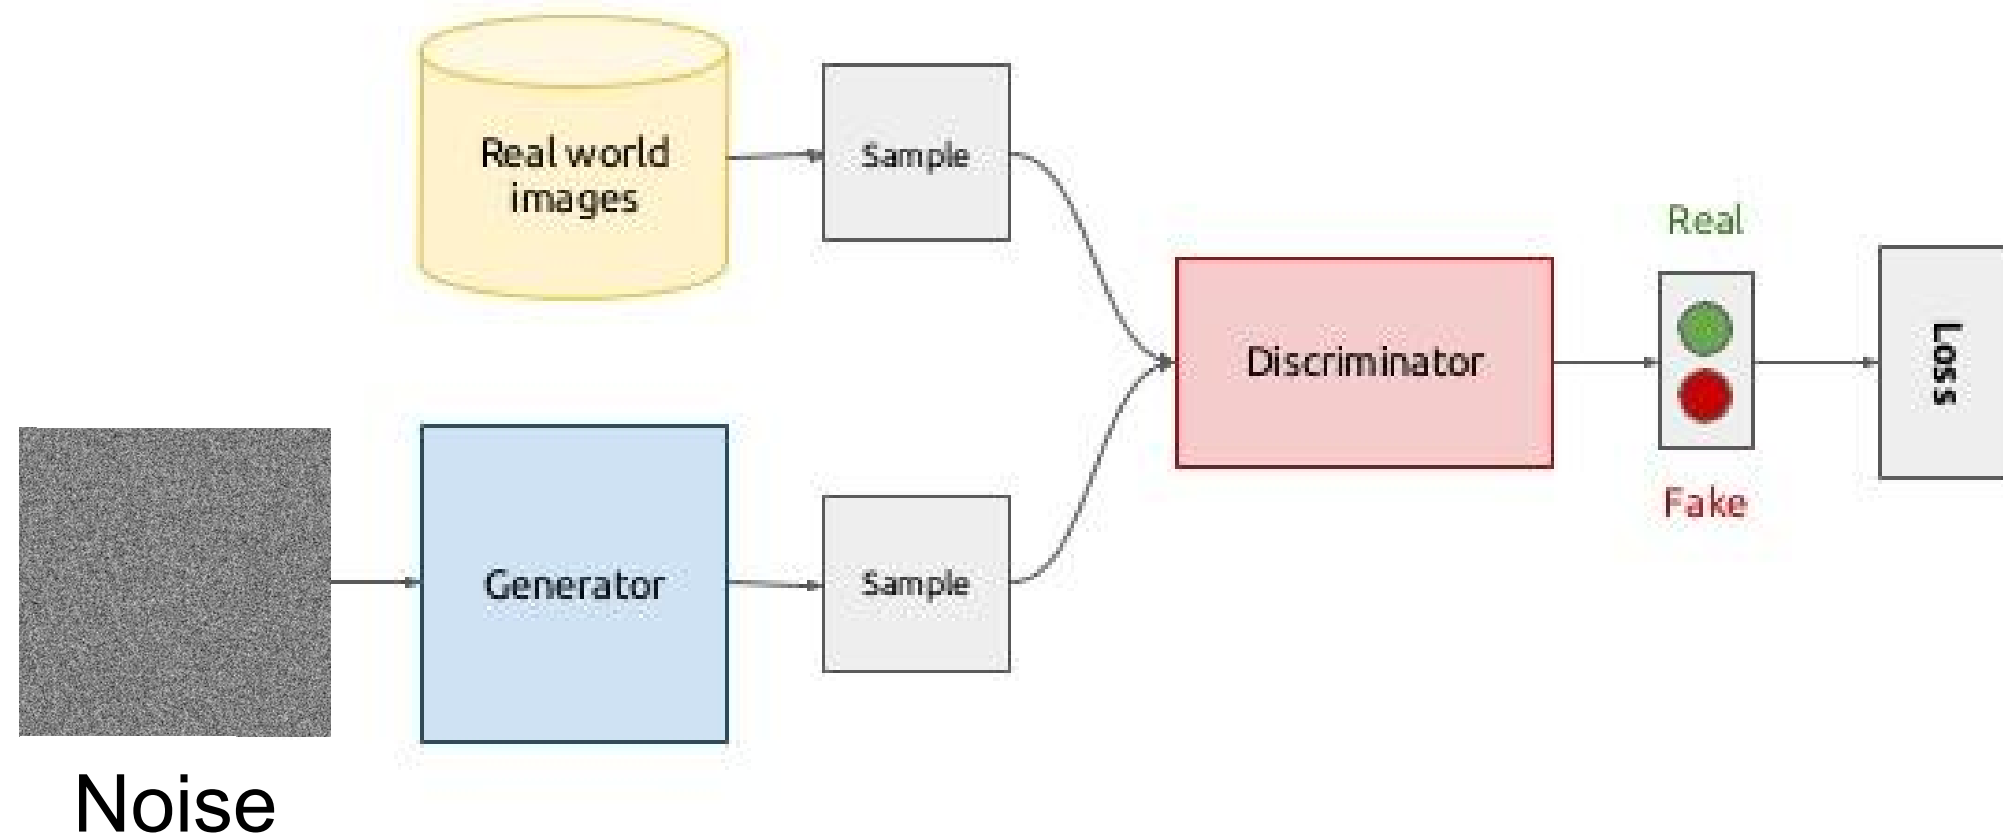 Real world
images
Sample
Real
Discriminator
Loss
Fake
Generator
Sample
Noise